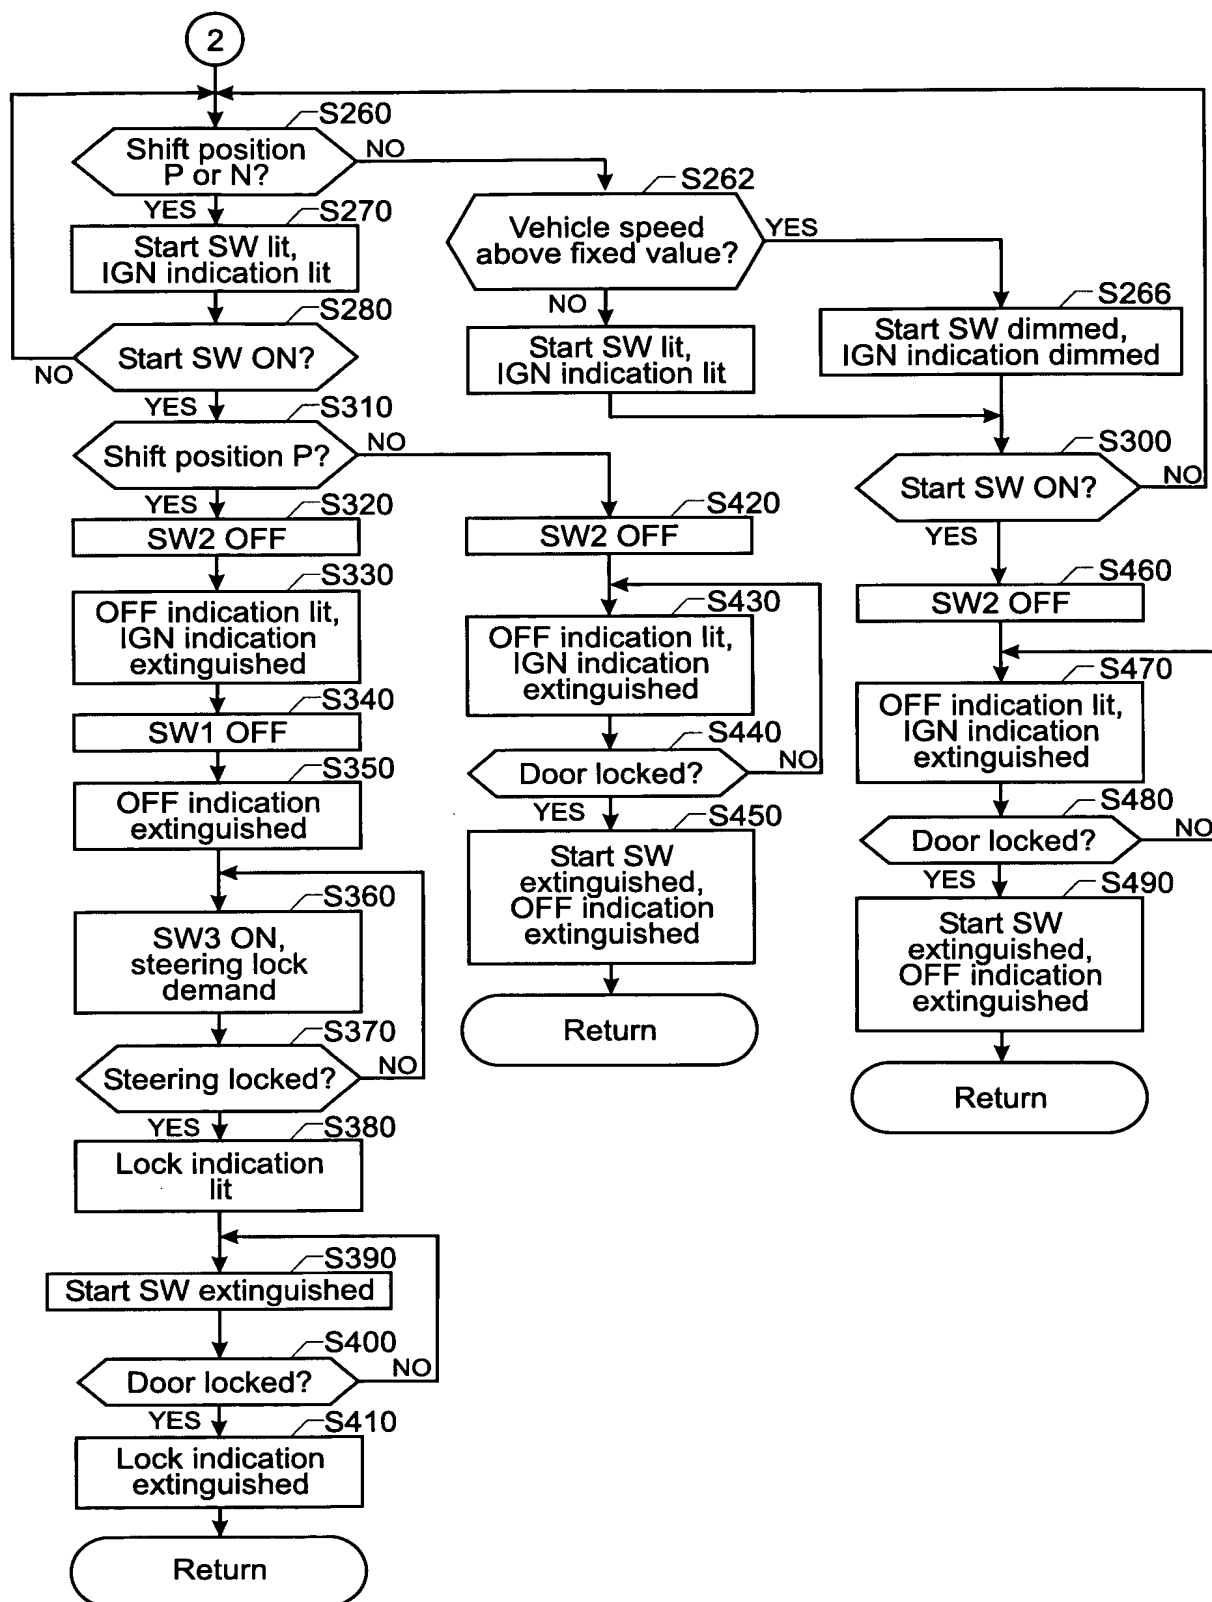 2
S260
Shift position
P or N?
NO
YES
S270
Start SW lit,
IGN indication lit
S280
Start SW ON?
NO
YES
S310
Shift position P?
NO
YES
S320
SW2 OFF
S330
OFF indication lit,
IGN indication
extinguished
S340
SW1 OFF
S350
OFF indication
extinguished
S360
SW3 ON,
steering lock
demand
S370
Steering locked?
NO
YES
S380
Lock indication
lit
S390
Start SW extinguished
S400
Door locked?
NO
YES
S410
Lock indication
extinguished
Return
S262
Vehicle speed
above fixed value?
YES
NO
Start SW lit,
IGN indication lit
S420
SW2 OFF
S430
OFF indication lit,
IGN indication
extinguished
S440
Door locked?
NO
YES
S450
Start SW
extinguished,
OFF indication
extinguished
Return
S266
Start SW dimmed,
IGN indication dimmed
S300
Start SW ON?
NO
YES
S460
SW2 OFF
S470
OFF indication lit,
IGN indication
extinguished
S480
Door locked?
NO
YES
S490
Start SW
extinguished,
OFF indication
extinguished
Return